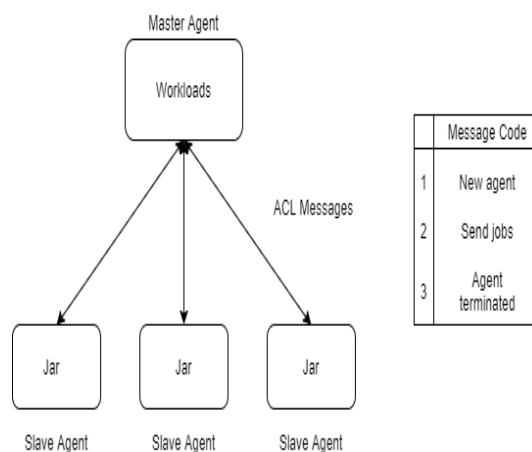 Master Agent
Workloads
ACL Messages
Jar
Jar
Jar
Slave Agent
Slave Agent
Slave Agent
Message Code
1 New agent
2 Send jobs
3 Agent
terminated